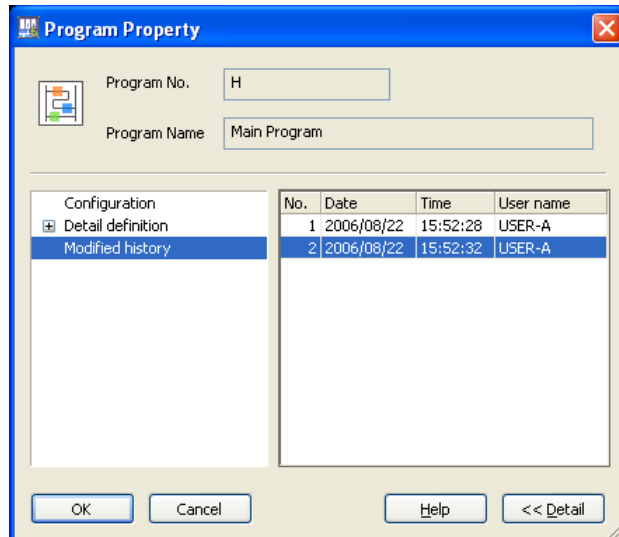 Program Property
Program No. H
Program Name Main Program
Configuration
Detail definition
Modified history
No. Date Time User name
1 2006/08/22 15:52:28 USER-A
2 2006/08/22 15:52:32 USER-A
OK Cancel Help << Detail